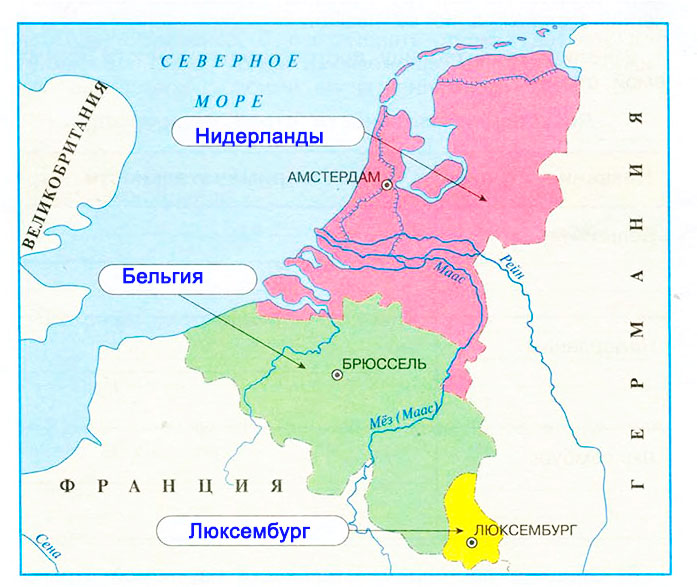 СЕВЕРНОЕ
МОРЕ
ВЕЛИКОБРИТАНИЯ
Нидерланды
АМСТЕРДАМ
ГЕРМАНИЯ
Рейн
Маас
Бельгия
БРЮССЕЛЬ
Мёз (Маас)
ФРАНЦИЯ
Люксембург
ЛЮКСЕМБУРГ
Сена